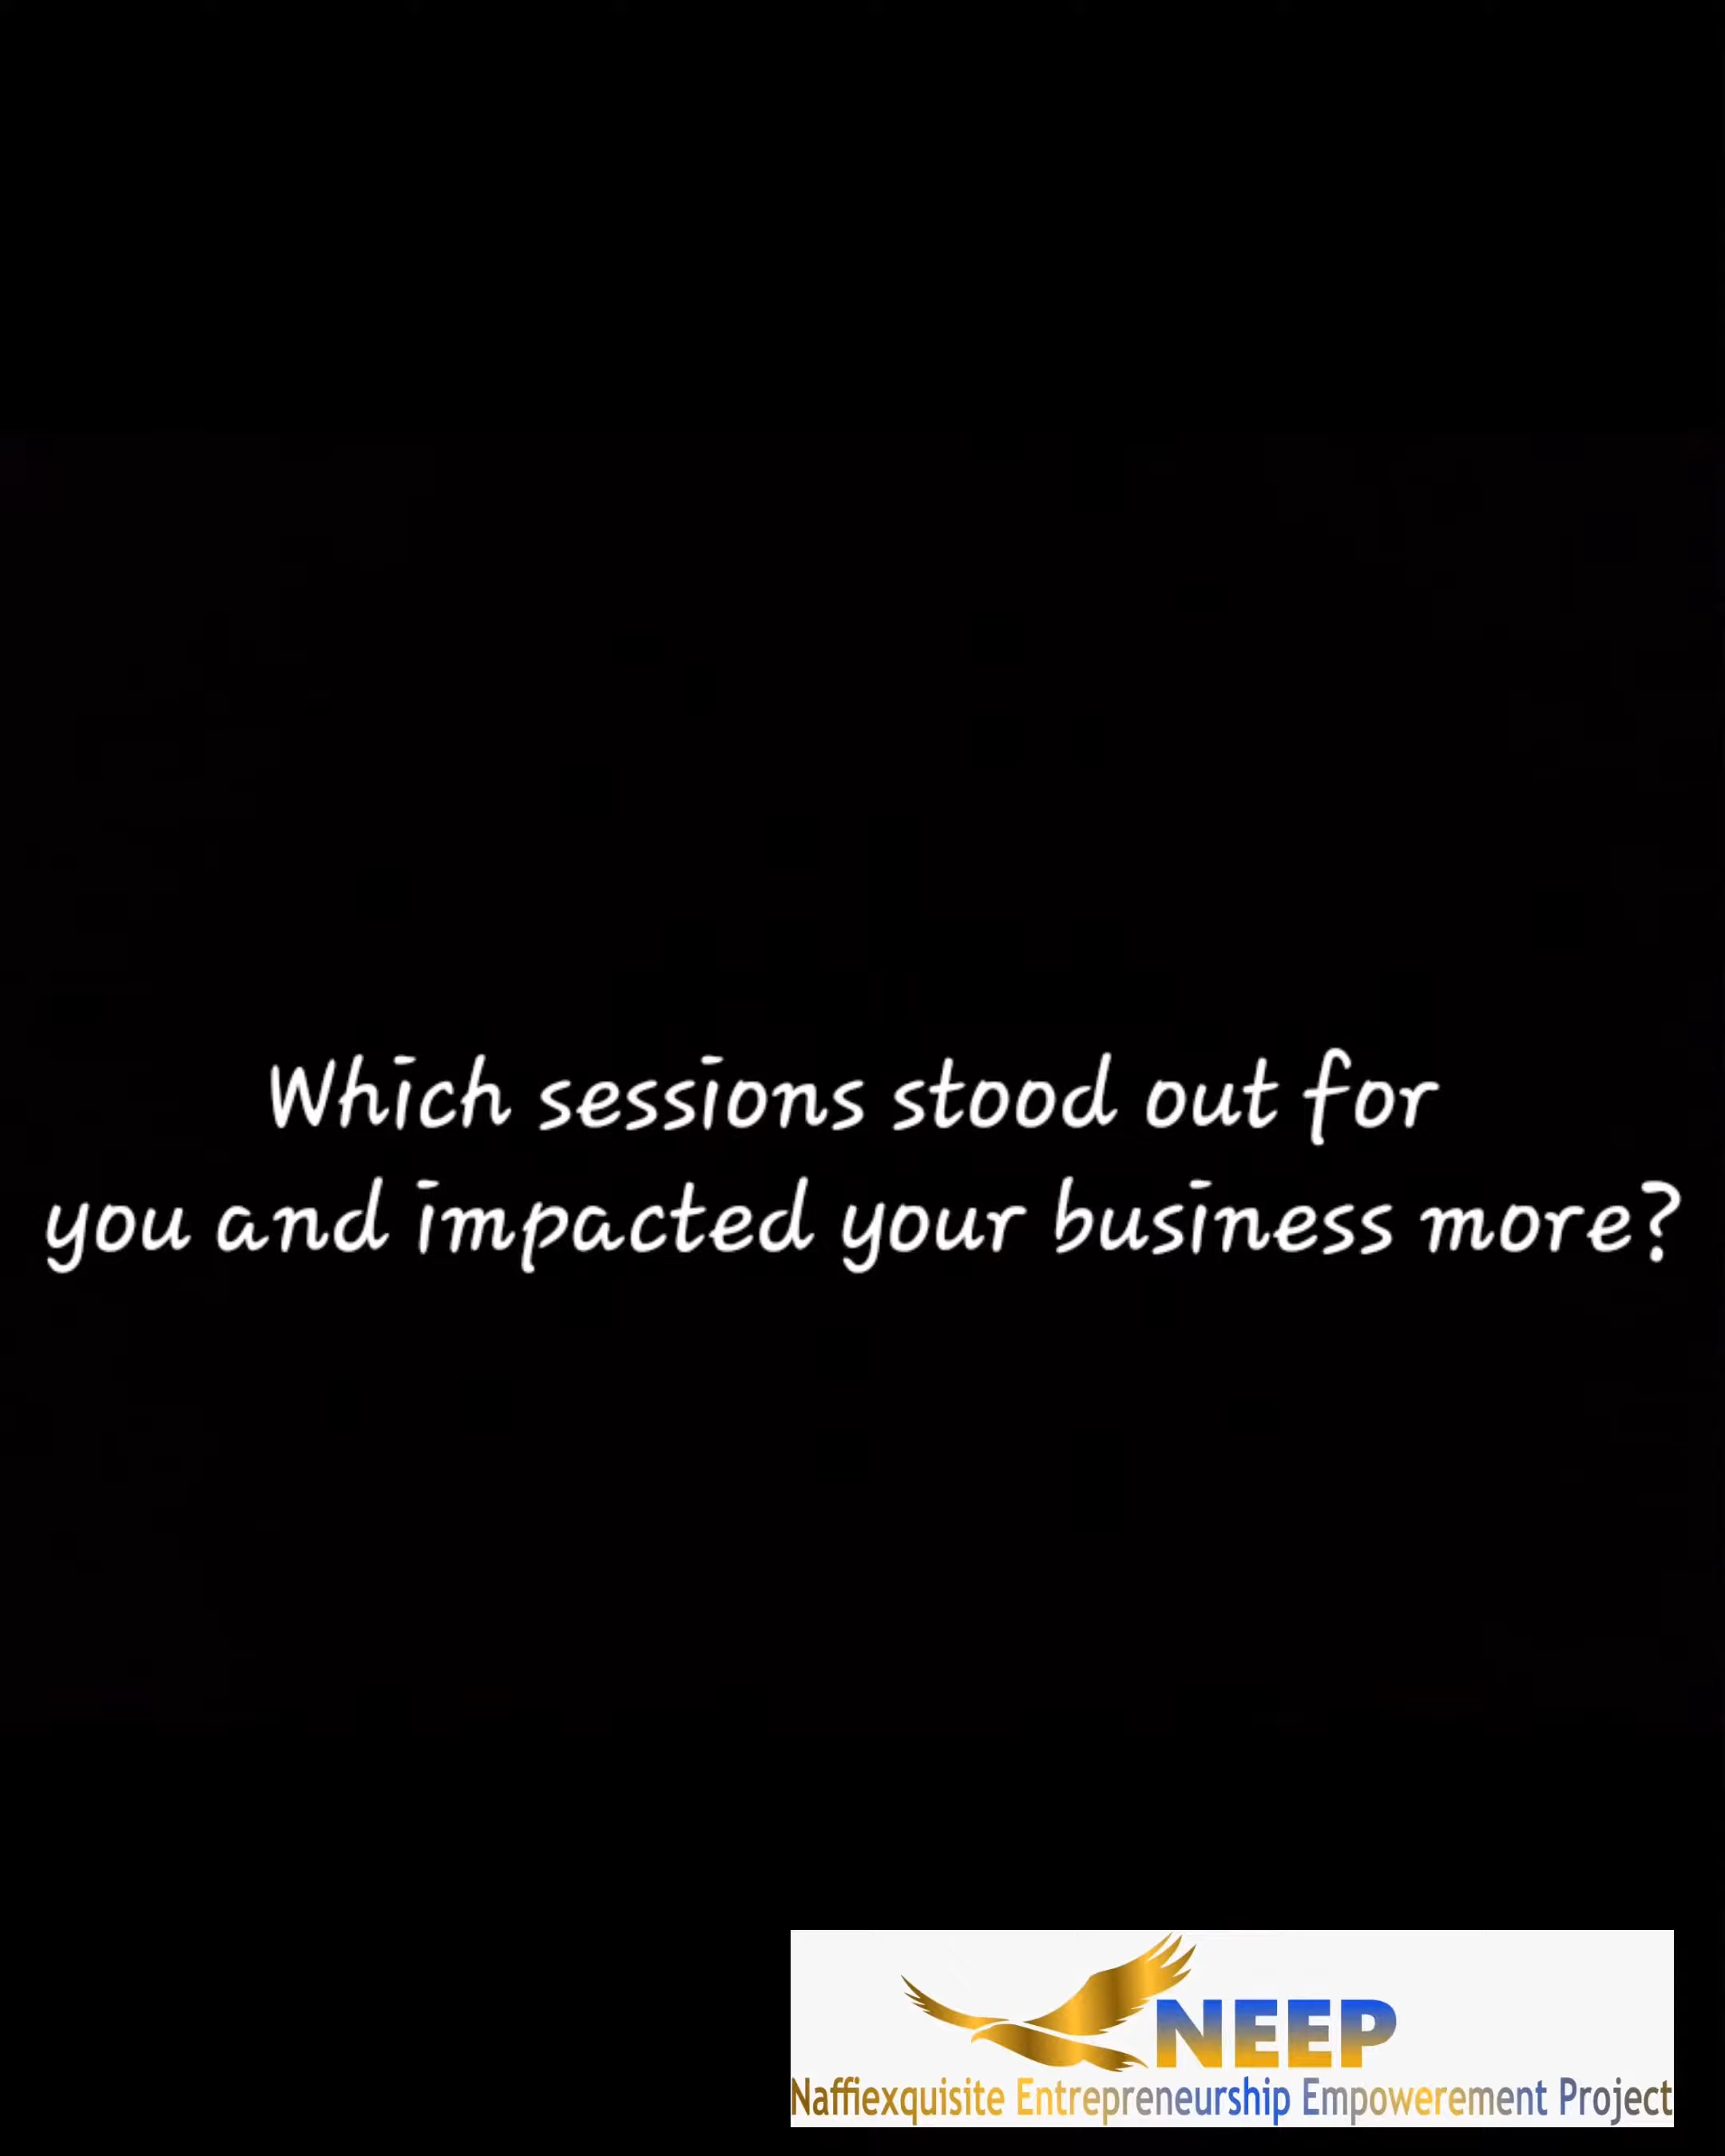 Which sessions stood out for
you and impacted your business more?
NEEP
Naffiexquisite Entrepreneurship Empowerement Project